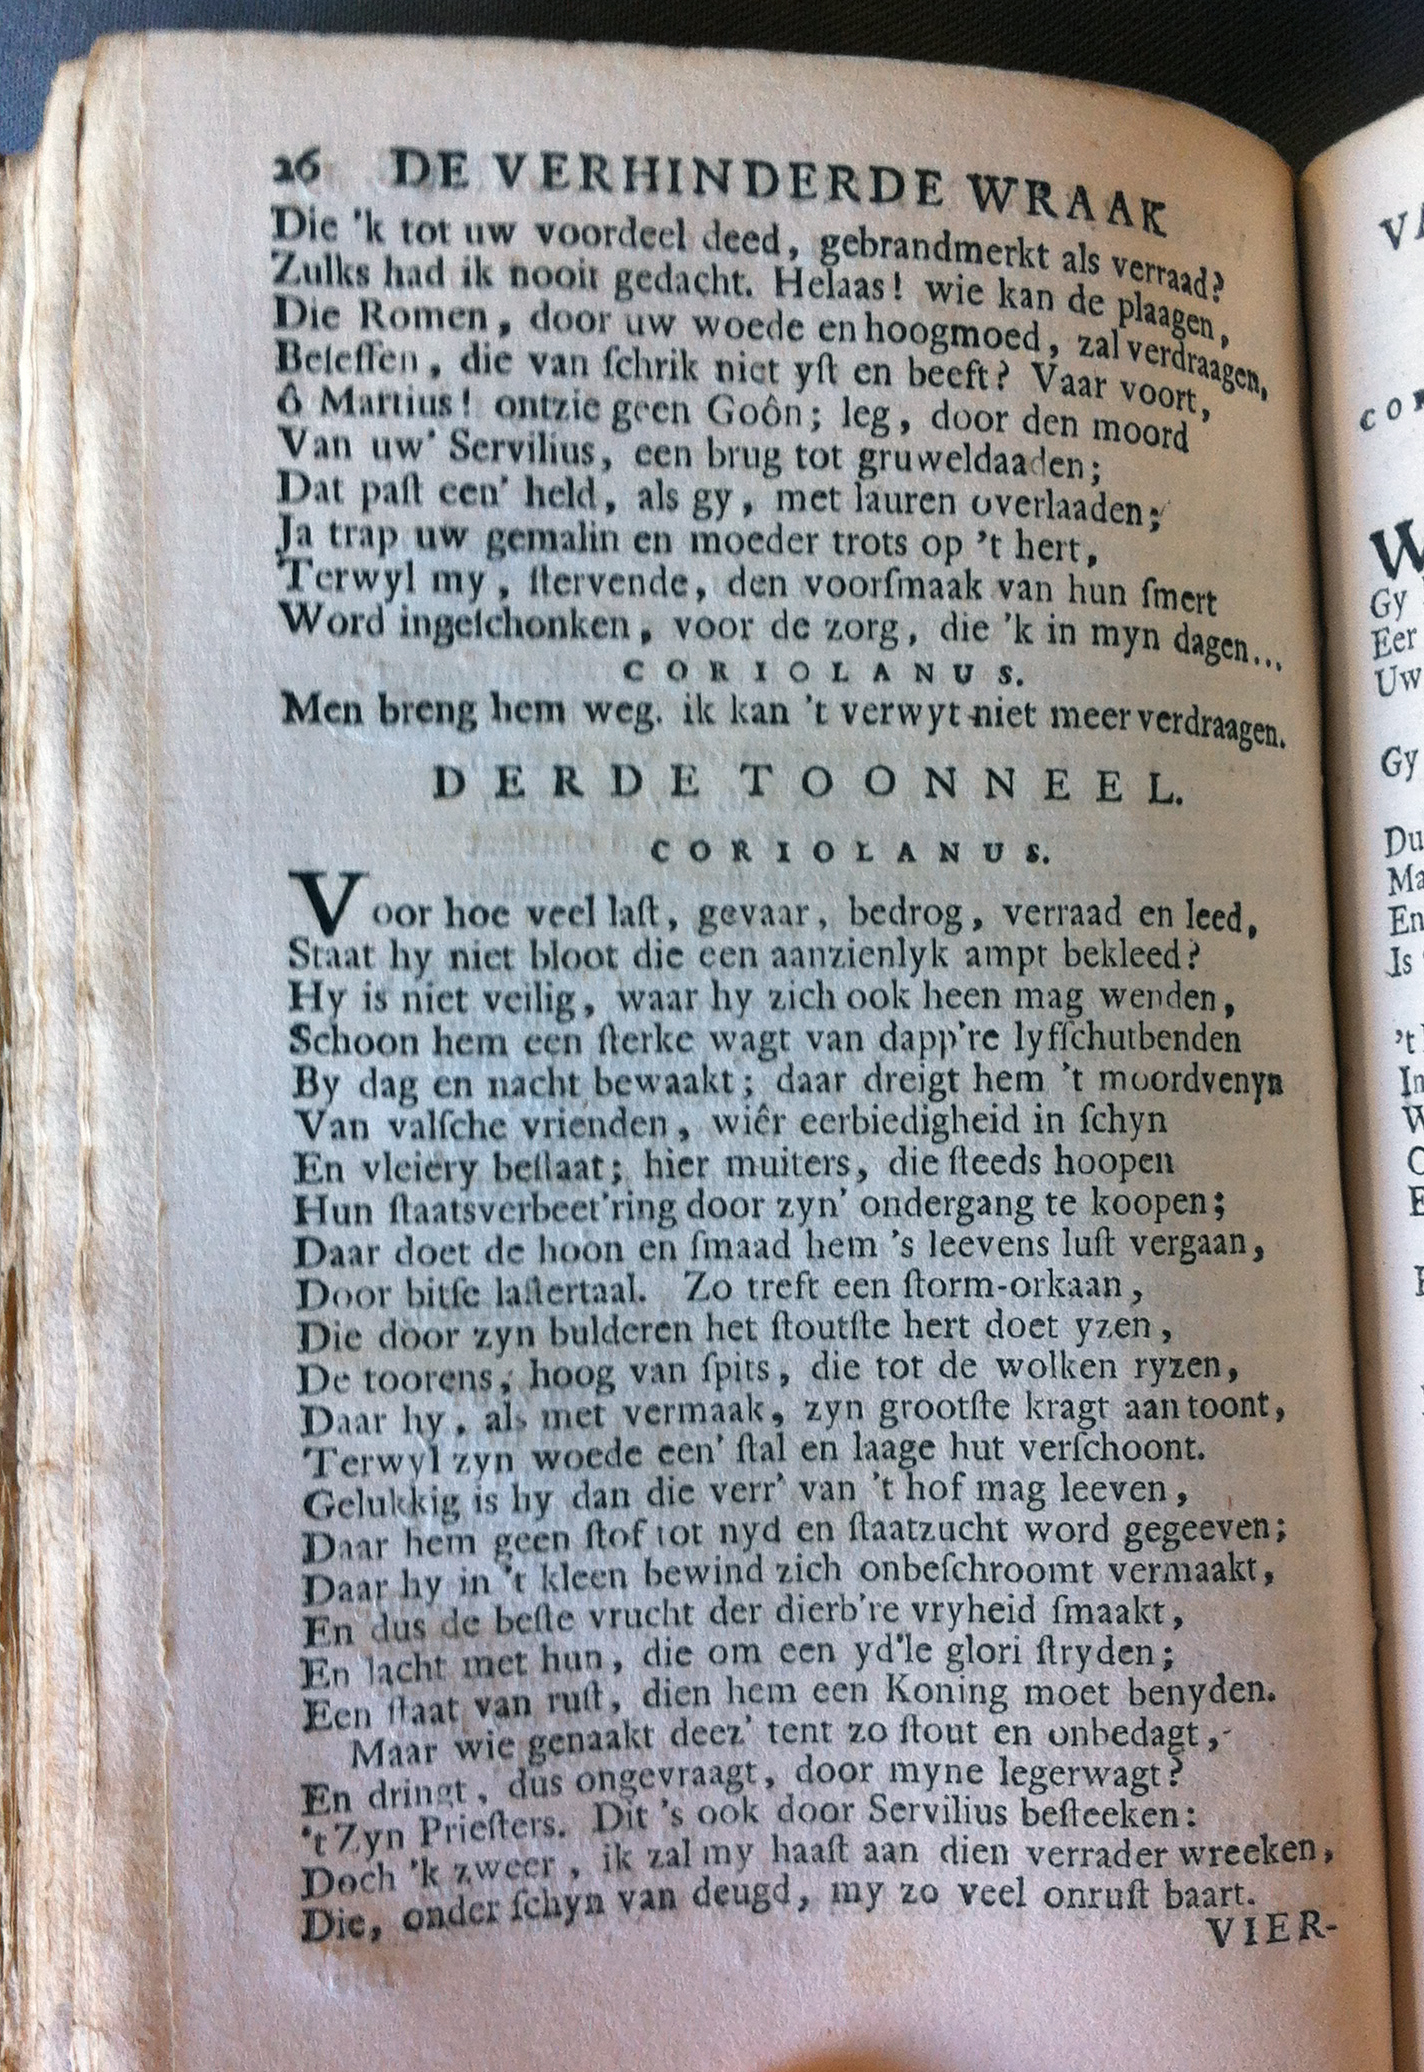 26 DE VERHINDERDE WRAAK
Die 'k tot uw voordeel deed, gebrandmerkt als verraad?
Zulks had ik nooit gedacht. Helaas! wie kan de plaagen,
Die Romen, door uw woede en hoogmoed, zal verdraagen,
Beseffen, die van ſchrik niet yſt en beeft? Vaar voort,
ô Martius! ontzie geen Goôn; leg, door den moord
Van uw' Servilius, een brug tot gruweldaaden;
Dat paſt een' held, als gy, met lauren overlaaden;
Ja trap uw gemalin en moeder trots op 't hert,
Terwyl my, ſtervende, den voorſmaak van hun ſmert
Word ingeſchonken, voor de zorg, die 'k in myn dagen...
CORIOLANUS.
Men breng hem weg. ik kan 't verwyt niet meer verdraagen.
DERDE TOONNEEL.
CORIOLANUS.
Voor hoe veel laſt, gevaar, bedrog, verraad en leed,
Staat hy niet bloot die een aanzienlyk ampt bekleed?
Hy is niet veilig, waar hy zich ook heen mag wenden,
Schoon hem een ſterke wagt van dapp're lyfſchutbenden
By dag en nacht bewaakt; daar dreigt hem 't moordvenyn
Van valſche vrienden, wiêr eerbiedigheid in ſchyn
En vleiery beſtaat; hier muiters, die ſteeds hoopen
Hun ſtaatsverbeet'ring door zyn' ondergang te koopen;
Daar doet de hoon en ſmaad hem 's leevens luſt vergaan,
Door bitſe laſtertaal. Zo treft een ſtorm-orkaan,
Die door zyn bulderen het ſtoutſte hert doet yzen,
De toorens, hoog van ſpits, die tot de wolken ryzen,
Daar hy, als met vermaak, zyn grootſte kragt aan toont,
Terwyl zyn woede een' ſtal en laage hut verſchoont.
Gelukkig is hy dan die verr' van 't hof mag leeven,
Daar hem geen ſtof tot nyd en ſtaatzucht word gegeeven;
Daar hy in 't kleen bewind zich onbeſchroomt vermaakt,
En dus de beſte vrucht der dierb're vryheid ſmaakt,
En lacht met hun, die om een yd'le glori ſtryden;
Een ſtaat van ruſt, dien hem een Koning moet benyden.
Maar wie genaakt deez' tent zo ſtout en onbedagt,
En dringt, dus ongevraagt, door myne legerwagt?
't Zyn Prieſters. Dit 's ook door Servilius beſteeken:
Doch 'k zweer, ik zal my haaſt aan dien verrader wreeken,
Die, onder ſchyn van deugd, my zo veel onruſt baart.
VIER-
Gy
Eer
Uw
Gy
Du
Ma
En
Is
't
In